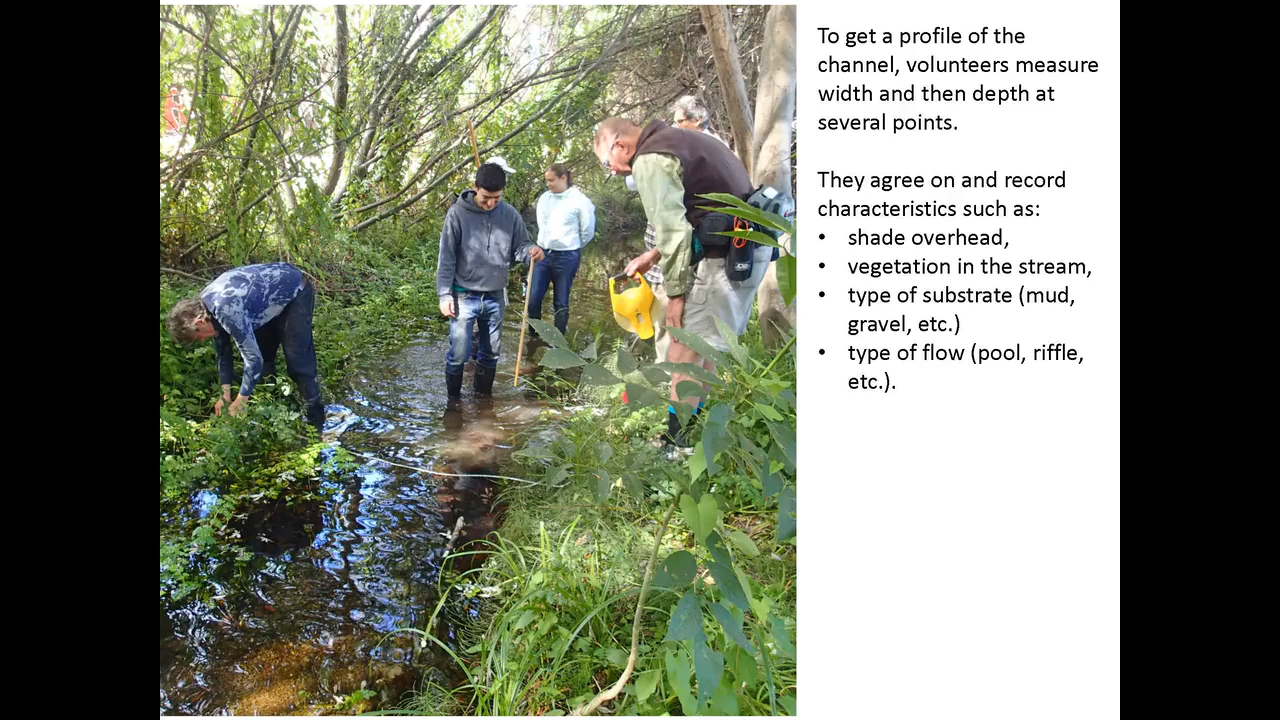 To get a profile of the
channel, volunteers measure
width and then depth at
several points.
They agree on and record
characteristics such as:
• shade overhead,
• vegetation in the stream,
• type of substrate (mud,
gravel, etc.)
• type of flow (pool, riffle,
etc.).